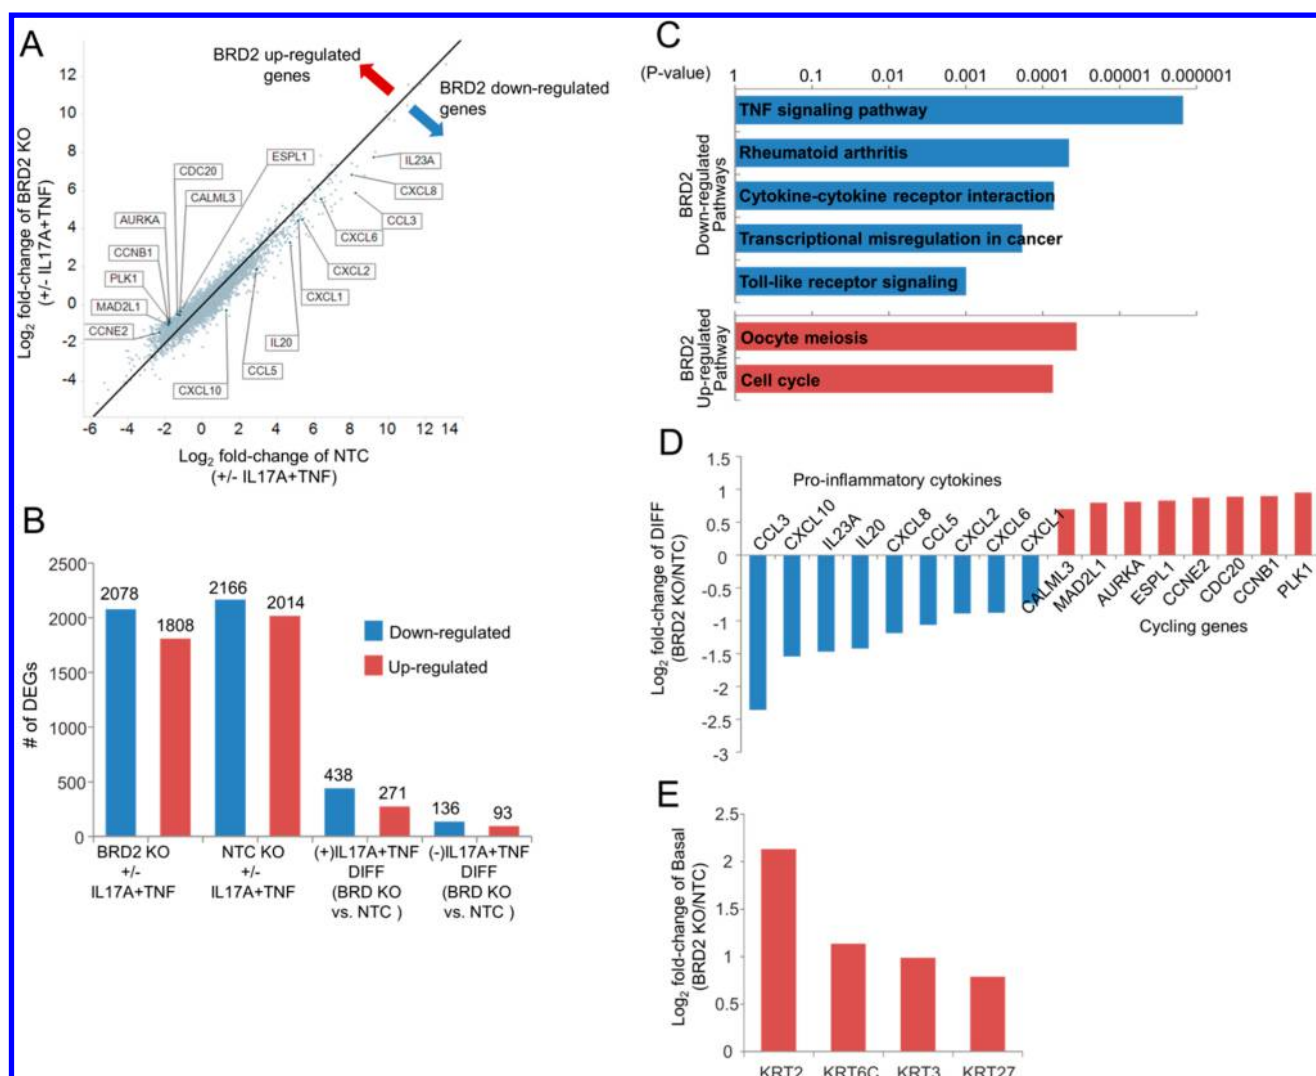 A
BRD2 up-regulated
genes
BRD2 down-regulated
genes
Log2 fold-change of BRD2 KO
(+/- IL17A+TNF)
12
10
8
6
4
2
0
-2
-4
CDC20
ESPL1
CALML3
AURKA
CCNB1
PLK1
MAD2L1
CCNE2
IL23A
CXCL8
CCL3
CXCL6
CXCL2
CXCL1
IL20
CCL5
CXCL10
-6 -4 -2 0 2 4 6 8 10 12 14
Log2 fold-change of NTC
(+/- IL17A+TNF)
B
# of DEGs
2500
2000
1500
1000
500
0
2078
1808
2166
2014
438
271
136
93
Down-regulated
Up-regulated
BRD2 KO
+/-
IL17A+TNF
NTC KO
+/-
IL17A+TNF
(+)IL17A+TNF
DIFF
(BRD KO
vs. NTC )
(-)IL17A+TNF
DIFF
(BRD KO
vs. NTC )
C
(P-value)
1 0.1 0.01 0.001 0.0001 0.00001 0.000001
BRD2
Down-regulated
Pathways
TNF signaling pathway
Rheumatoid arthritis
Cytokine-cytokine receptor interaction
Transcriptional misregulation in cancer
Toll-like receptor signaling
BRD2
Up-regulated
Pathway
Oocyte meiosis
Cell cycle
D
Log2 fold-change of DIFF
(BRD2 KO/NTC)
1.5
1
0.5
0
-0.5
-1
-1.5
-2
-2.5
-3
Pro-inflammatory cytokines
CCL3
CXCL10
IL23A
IL20
CXCL8
CCL5
CXCL2
CXCL6
CXCL1
CALML3
MAD2L1
AURKA
ESPL1
CCNE2
CDC20
CCNB1
PLK1
Cycling genes
E
Log2 fold-change of Basal
(BRD2 KO/NTC)
2.5
2
1.5
1
0.5
0
KRT2 KRT6C KRT3 KRT27